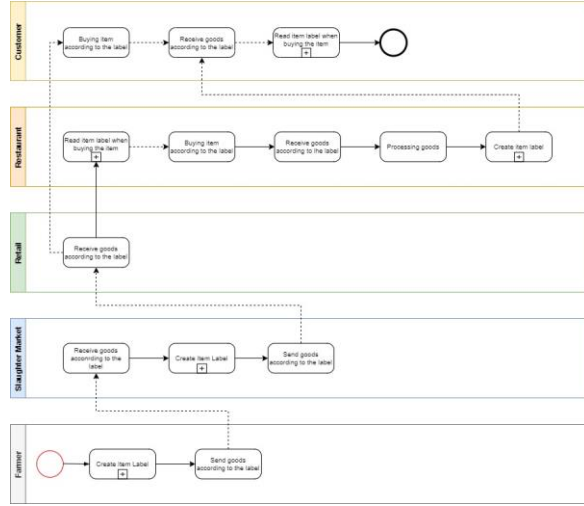 Customer
Buying item
according to the label
Receive goods
according to the label
Read item label when
buying the item
Restaurant
Read item label when
buying the item
Buying item
according to the label
Receive goods
according to the label
Processing goods
Create item label
Retail
Receive goods
according to the label
Slaughter Market
Receive goods
according to the
label
Create Item Label
Send goods
according to the label
Farmer
Create Item Label
Send goods
according to the label